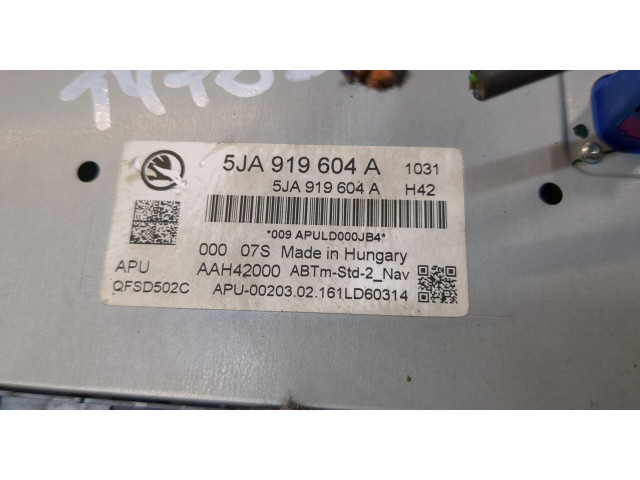 5JA 919 604 A 1031
5JA 919 604 A H42
*009 APULD000JB4*
000 07S Made in Hungary
APU AAH42000 ABTm-Std-2_Nav
QFSD502C APU-00203.02.161LD60314